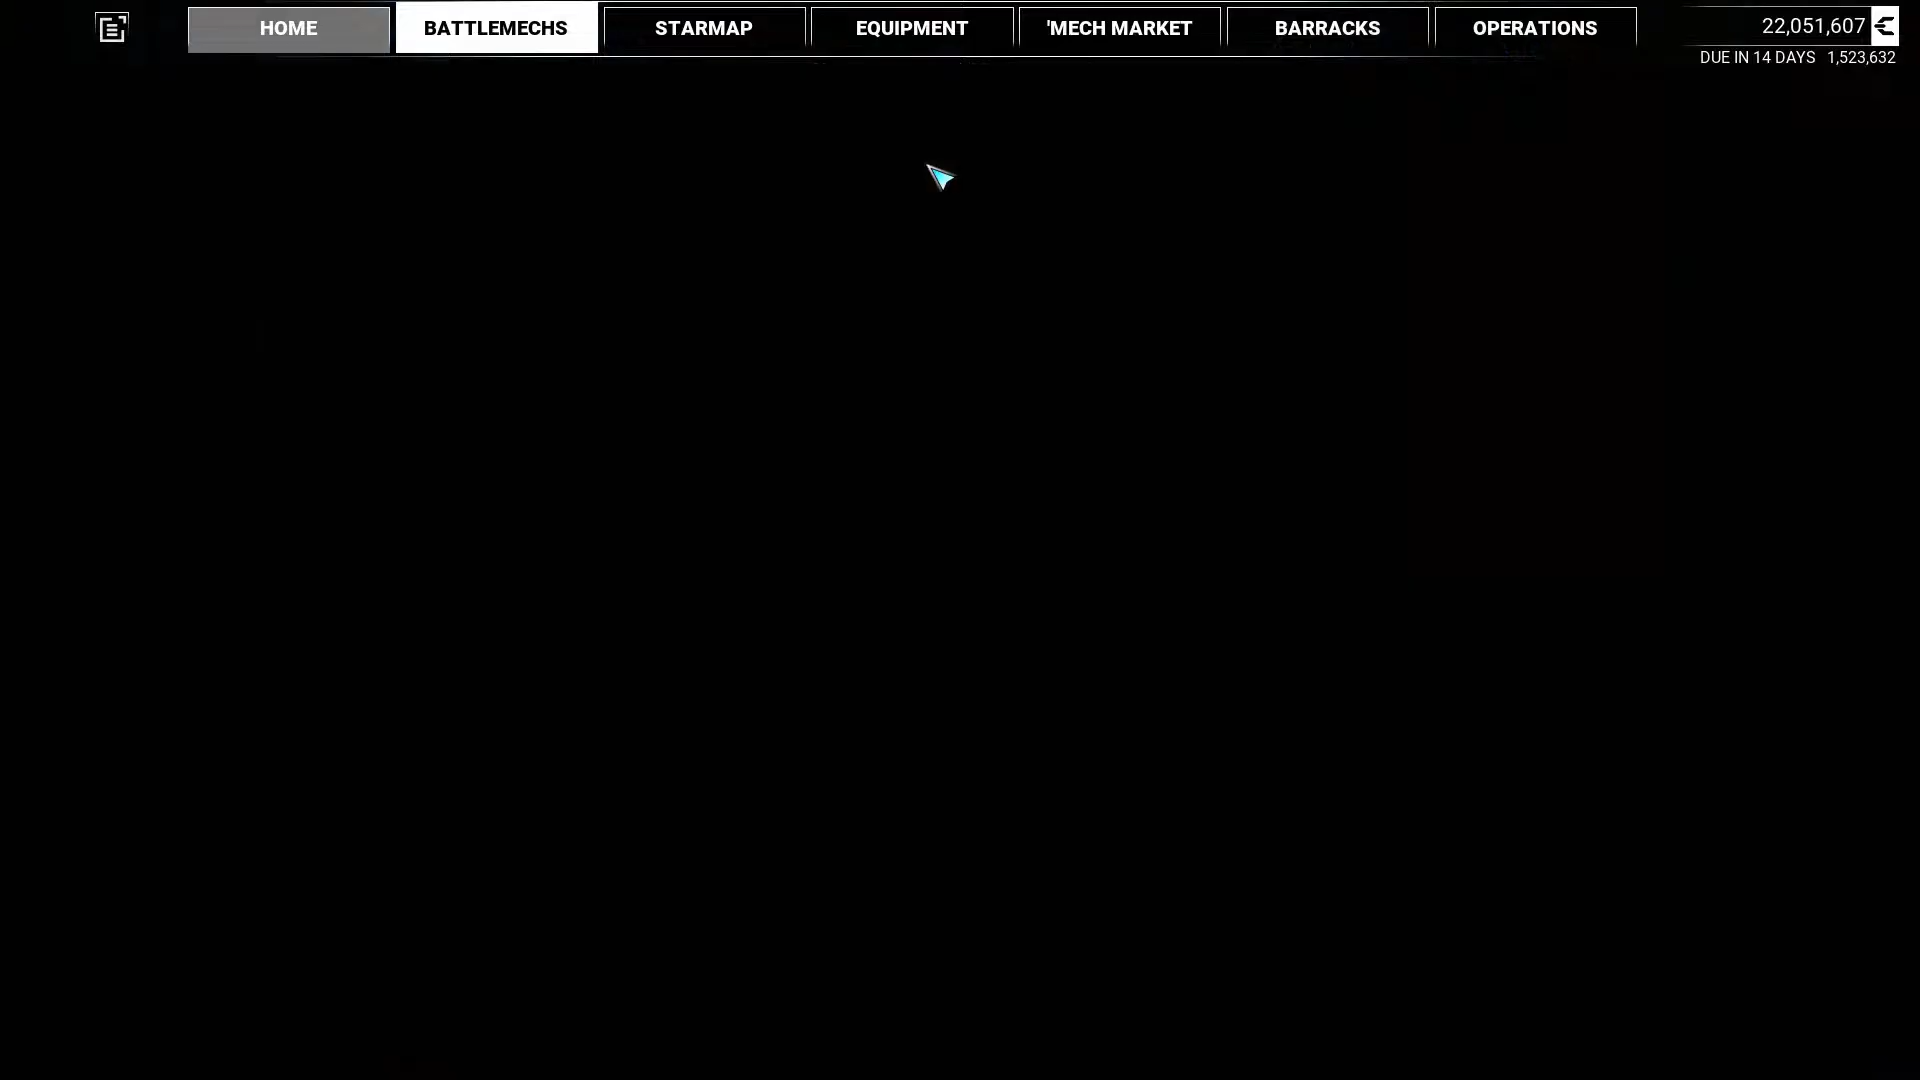 HOME
BATTLEMECHS
STARMAP
EQUIPMENT
'MECH MARKET
BARRACKS
OPERATIONS
22,051,607
DUE IN 14 DAYS 1,523,632